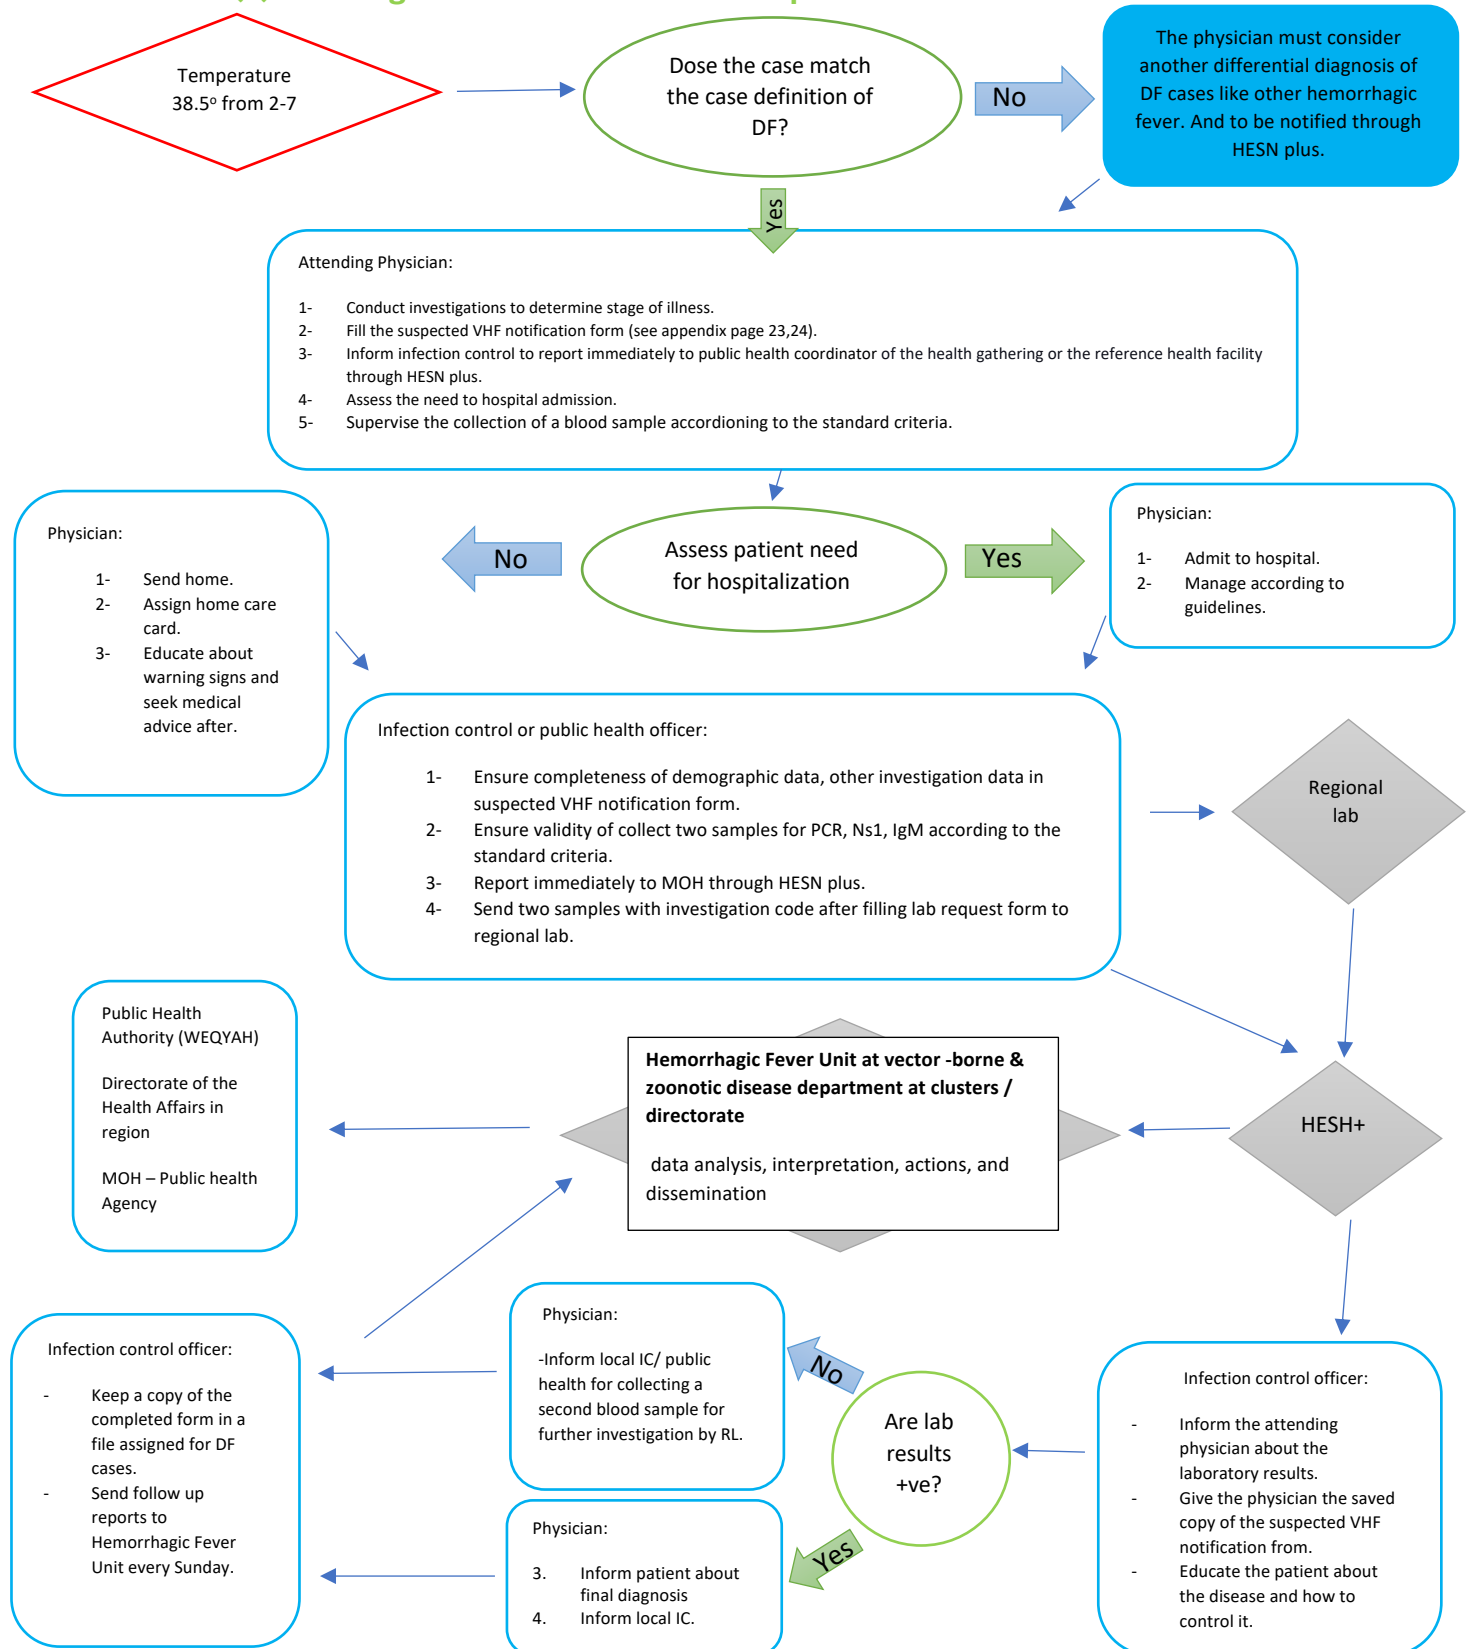 Temperature
38.5° from 2-7
Dose the case match
the case definition of
DF?
No
The physician must consider
another differential diagnosis of
DF cases like other hemorrhagic
fever. And to be notified through
HESN plus.
Yes
Attending Physician:
1- Conduct investigations to determine stage of illness.
2- Fill the suspected VHF notification form (see appendix page 23,24).
3- Inform infection control to report immediately to public health coordinator of the health gathering or the reference health facility
through HESN plus.
4- Assess the need to hospital admission.
5- Supervise the collection of a blood sample accordioning to the standard criteria.
Physician:
1- Send home.
2- Assign home care
card.
3- Educate about
warning signs and
seek medical
advice after.
No
Assess patient need
for hospitalization
Yes
Physician:
1- Admit to hospital.
2- Manage according to
guidelines.
Infection control or public health officer:
1- Ensure completeness of demographic data, other investigation data in
suspected VHF notification form.
2- Ensure validity of collect two samples for PCR, Ns1, IgM according to the
standard criteria.
3- Report immediately to MOH through HESN plus.
4- Send two samples with investigation code after filling lab request form to
regional lab.
Regional
lab
Public Health
Authority (WEQYAH)
Directorate of the
Health Affairs in
region
MOH – Public health
Agency
Hemorrhagic Fever Unit at vector -borne &
zoonotic disease department at clusters /
directorate
data analysis, interpretation, actions, and
dissemination
HESH+
Infection control officer:
- Keep a copy of the
completed form in a
file assigned for DF
cases.
- Send follow up
reports to
Hemorrhagic Fever
Unit every Sunday.
Physician:
-Inform local IC/ public
health for collecting a
second blood sample for
further investigation by RL.
No
Are lab
results
+ve?
Yes
Physician:
3. Inform patient about
final diagnosis
4. Inform local IC.
Infection control officer:
- Inform the attending
physician about the
laboratory results.
- Give the physician the saved
copy of the suspected VHF
notification from.
- Educate the patient about
the disease and how to
control it.